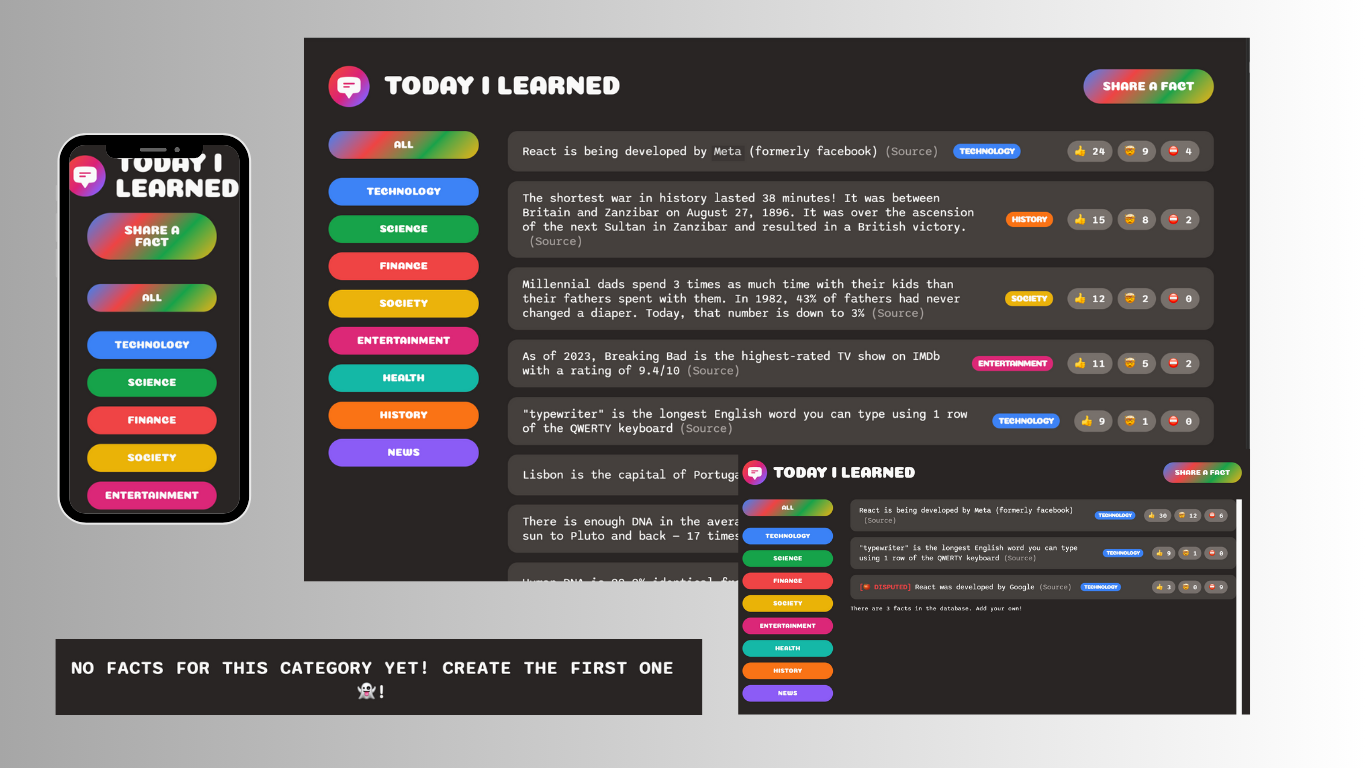 TODAY I LEARNED
SHARE A FACT
ALL
TECHNOLOGY
SCIENCE
FINANCE
SOCIETY
ENTERTAINMENT
HEALTH
HISTORY
NEWS
React is being developed by Meta (formerly facebook) (Source) TECHNOLOGY 👍 24 🤯 9 ⛔ 4
The shortest war in history lasted 38 minutes! It was between
Britain and Zanzibar on August 27, 1896. It was over the ascension
of the next Sultan in Zanzibar and resulted in a British victory.
(Source)
HISTORY 👍 15 🤯 8 ⛔ 2
Millennial dads spend 3 times as much time with their kids than
their fathers spent with them. In 1982, 43% of fathers had never
changed a diaper. Today, that number is down to 3% (Source)
SOCIETY 👍 12 🤯 2 ⛔ 0
As of 2023, Breaking Bad is the highest-rated TV show on IMDb
with a rating of 9.4/10 (Source)
ENTERTAINMENT 👍 11 🤯 5 ⛔ 2
"typewriter" is the longest English word you can type using 1 row
of the QWERTY keyboard (Source)
TECHNOLOGY 👍 9 🤯 1 ⛔ 0
Lisbon is the capital of Portuga
There is enough DNA in the avera
sun to Pluto and back — 17 times
TODAY I
LEARNED
SHARE A
FACT
ALL
TECHNOLOGY
SCIENCE
FINANCE
SOCIETY
ENTERTAINMENT
TODAY I LEARNED
SHARE A FACT
ALL
TECHNOLOGY
SCIENCE
FINANCE
SOCIETY
ENTERTAINMENT
HEALTH
HISTORY
NEWS
React is being developed by Meta (formerly facebook)
(Source)
TECHNOLOGY 👍 30 🤯 12 ⛔ 6
"typewriter" is the longest English word you can type
using 1 row of the QWERTY keyboard (Source)
TECHNOLOGY 👍 9 🤯 1 ⛔ 0
[⛔ DISPUTED] React was developed by Google (Source) TECHNOLOGY 👍 3 🤯 0 ⛔ 9
There are 3 facts in the database. Add your own!
NO FACTS FOR THIS CATEGORY YET! CREATE THE FIRST ONE
👻!